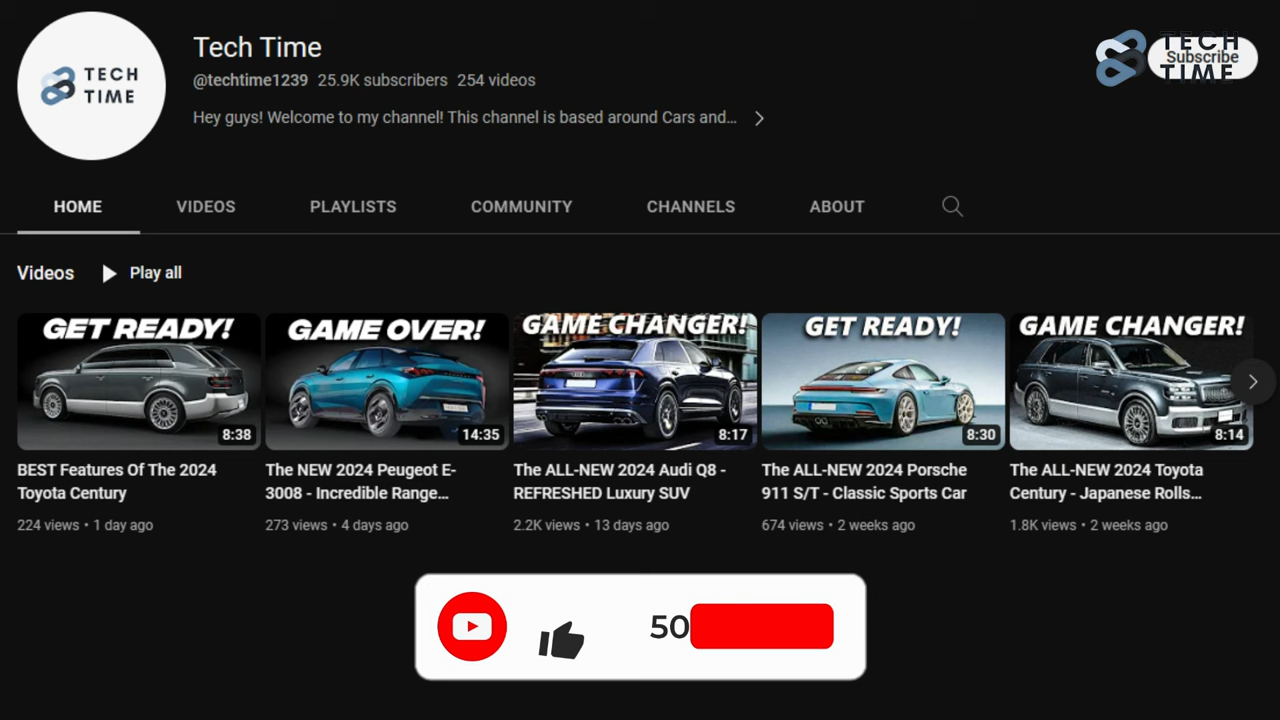 TECH
TIME
Tech Time
@techtime1239 25.9K subscribers 254 videos
Hey guys! Welcome to my channel! This channel is based around Cars and...
TECH
Subscribe
TIME
HOME VIDEOS PLAYLISTS COMMUNITY CHANNELS ABOUT
Videos Play all
GET READY!
8:38
GAME OVER!
14:35
GAME CHANGER!
8:17
GET READY!
8:30
GAME CHANGER!
8:14
BEST Features Of The 2024
Toyota Century
224 views • 1 day ago
The NEW 2024 Peugeot E-
3008 - Incredible Range...
273 views • 4 days ago
The ALL-NEW 2024 Audi Q8 -
REFRESHED Luxury SUV
2.2K views • 13 days ago
The ALL-NEW 2024 Porsche
911 S/T - Classic Sports Car
674 views • 2 weeks ago
The ALL-NEW 2024 Toyota
Century - Japanese Rolls...
1.8K views • 2 weeks ago
50